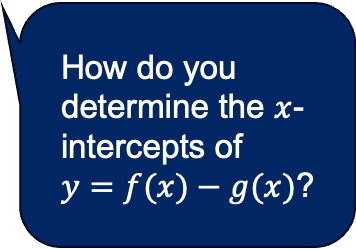 How do you
determine the 𝑥-
intercepts of
𝑦 = 𝑓(𝑥) − 𝑔(𝑥)?